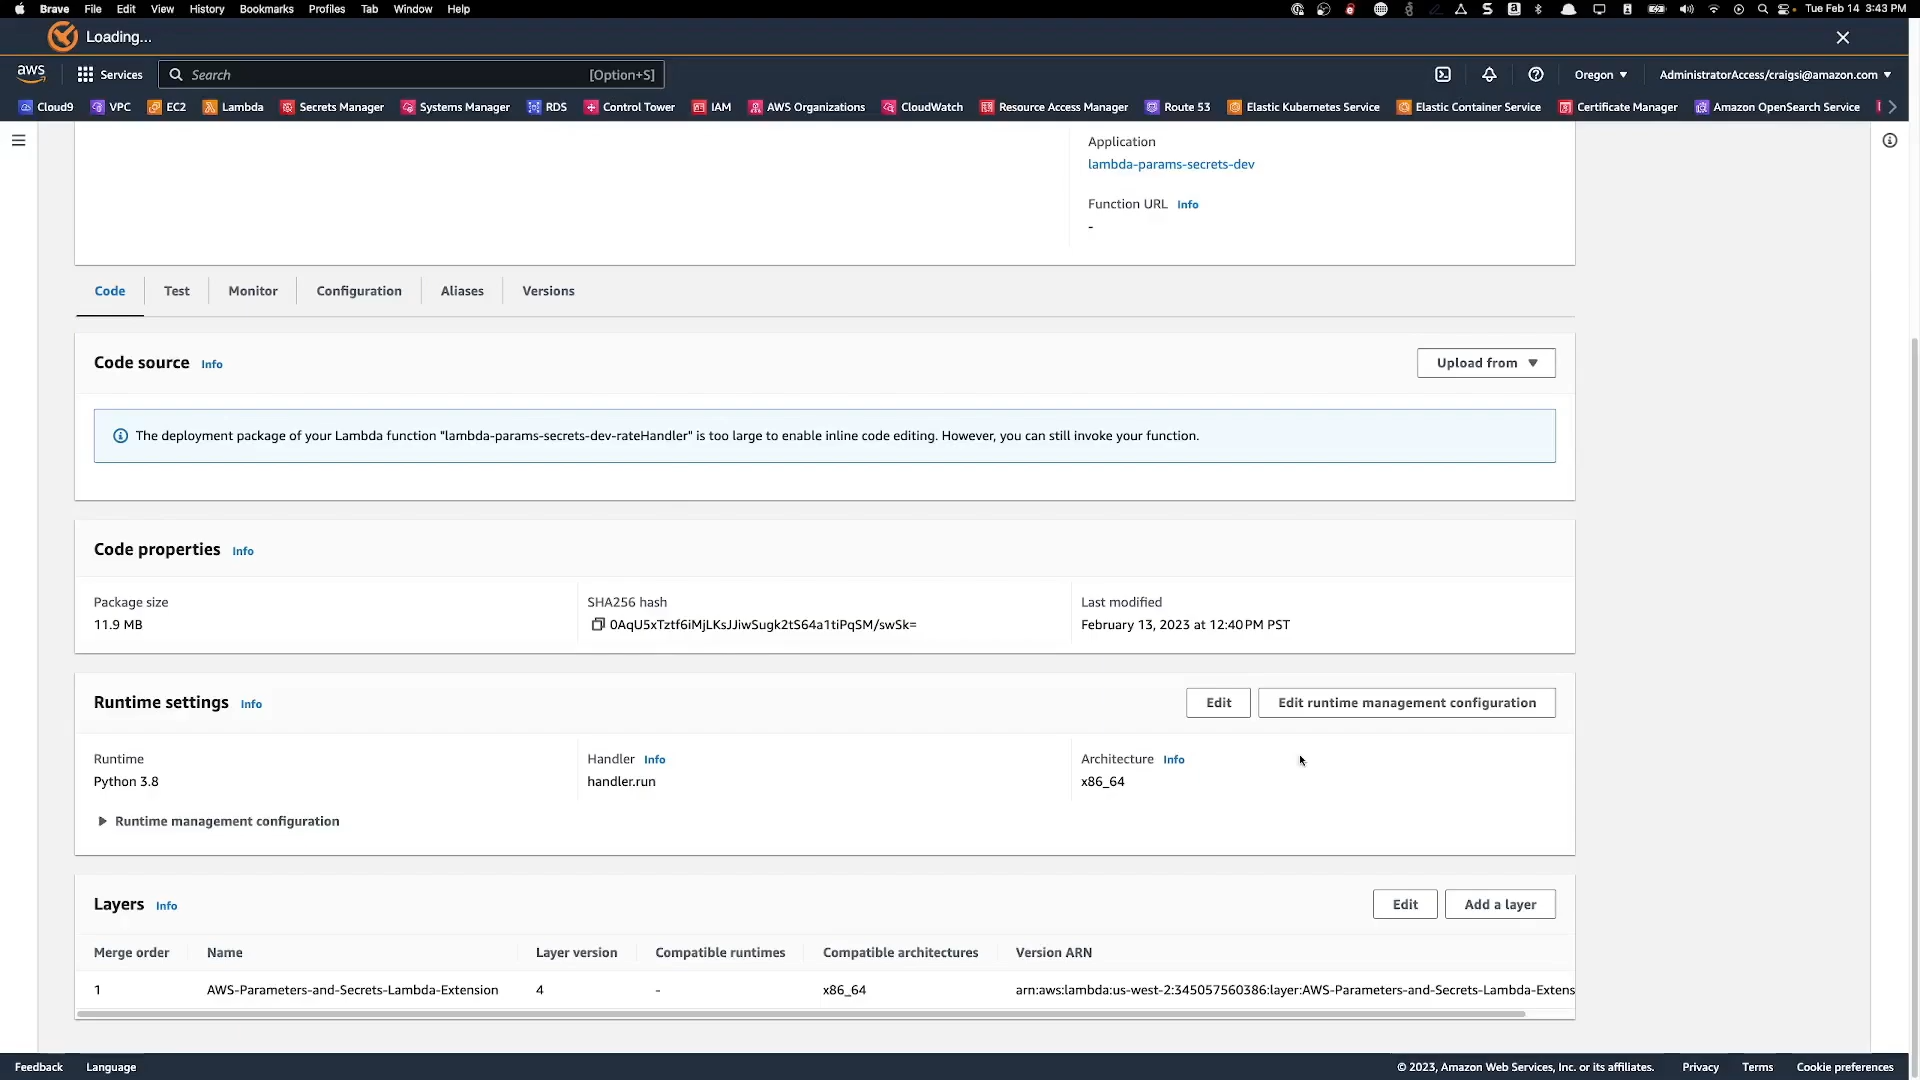 Brave File Edit View History Bookmarks Profiles Tab Window Help Tue Feb 14 3:43 PM
Loading...
aws Services Search [Option+S] Oregon AdministratorAccess/craigsi@amazon.com
Cloud9 VPC EC2 Lambda Secrets Manager Systems Manager RDS Control Tower IAM AWS Organizations CloudWatch Resource Access Manager Route 53 Elastic Kubernetes Service Elastic Container Service Certificate Manager Amazon OpenSearch Service
Application
lambda-params-secrets-dev
Function URL Info
-
Code Test Monitor Configuration Aliases Versions
Code source Info Upload from
The deployment package of your Lambda function "lambda-params-secrets-dev-rateHandler" is too large to enable inline code editing. However, you can still invoke your function.
Code properties Info
Package size SHA256 hash Last modified
11.9 MB 0AqU5xTztf6iMjLKsJJiwSugk2tS64a1tiPqSM/swSk= February 13, 2023 at 12:40 PM PST
Runtime settings Info Edit Edit runtime management configuration
Runtime Handler Info Architecture Info
Python 3.8 handler.run x86_64
Runtime management configuration
Layers Info Edit Add a layer
Merge order Name Layer version Compatible runtimes Compatible architectures Version ARN
1 AWS-Parameters-and-Secrets-Lambda-Extension 4 - x86_64 arn:aws:lambda:us-west-2:345057560386:layer:AWS-Parameters-and-Secrets-Lambda-Extens
Feedback Language © 2023, Amazon Web Services, Inc. or its affiliates. Privacy Terms Cookie preferences